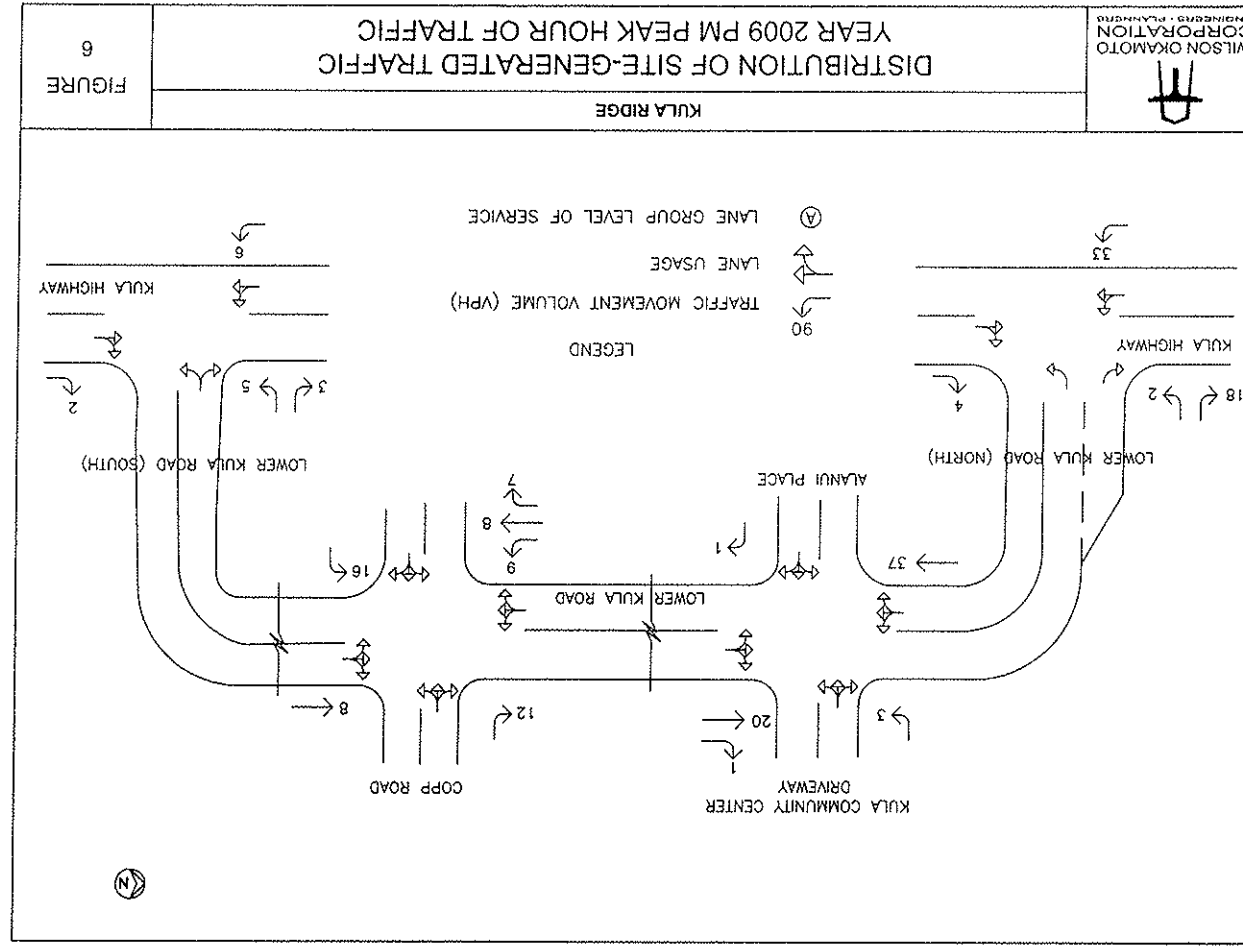 N
KULA COMMUNITY CENTER
DRIVEWAY
COPP ROAD
1
3
20
12
8
LOWER KULA ROAD
37
1
9
8
7
16
ALANUI PLACE
LOWER KULA ROAD (NORTH)
LOWER KULA ROAD (SOUTH)
18
2
4
3
5
2
KULA HIGHWAY
LEGEND
90
TRAFFIC MOVEMENT VOLUME (VPH)
LANE USAGE
A LANE GROUP LEVEL OF SERVICE
KULA HIGHWAY
33
6
WILSON OKAMOTO
CORPORATION
ENGINEERS · PLANNERS
KULA RIDGE
DISTRIBUTION OF SITE-GENERATED TRAFFIC
YEAR 2009 PM PEAK HOUR OF TRAFFIC
FIGURE
6